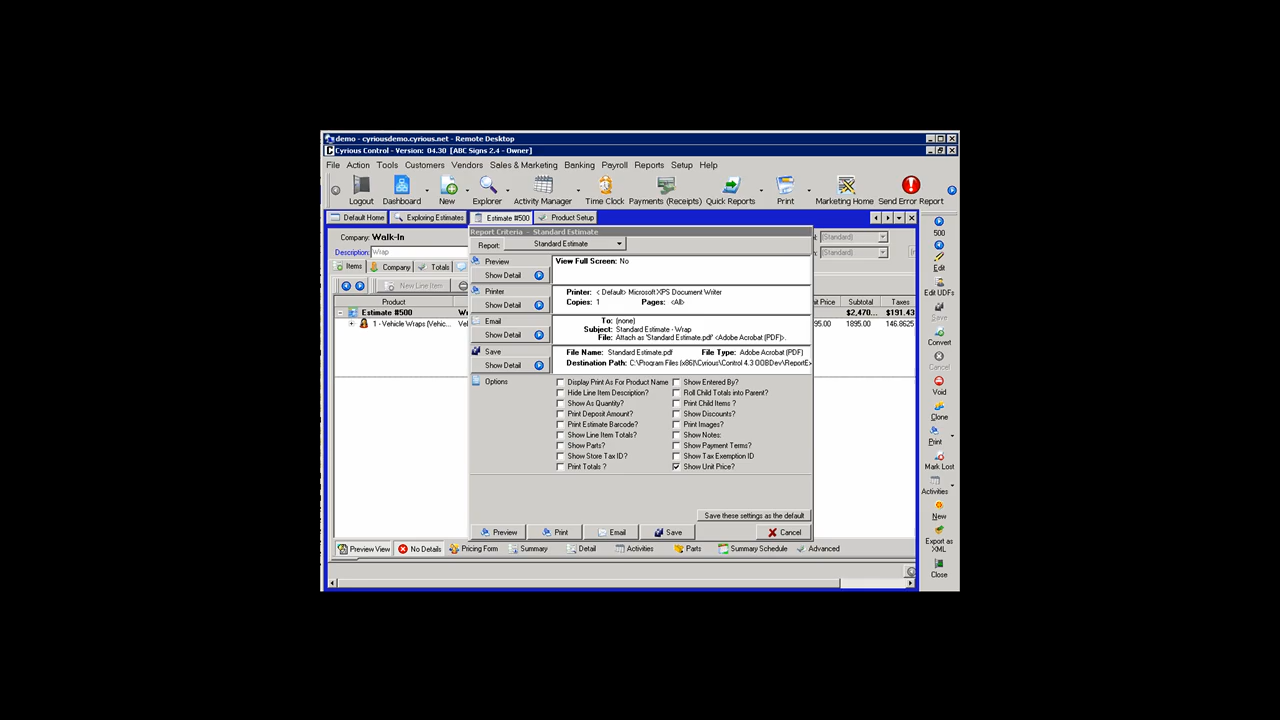 demo - cyriousdemo.cyrious.net - Remote Desktop
Cyrious Control - Version: 04.30 [ABC Signs 2.4 - Owner]
File Action Tools Customers Vendors Sales & Marketing Banking Payroll Reports Setup Help
Logout Dashboard New Explorer Activity Manager Time Clock Payments (Receipts) Quick Reports Print Marketing Home Send Error Report
Default Home Exploring Estimates Estimate #500 Product Setup
500
Report Criteria - Standard Estimate
Company: Walk-In
(Standard)
Report: Standard Estimate
Description: Wrap
(Standard)
Preview
View Full Screen: No
Items Company Totals
Show Detail
Edit
New Line Item
Printer
Printer: < Default> Microsoft XPS Document Writer
Edit UDFs
Product
Show Detail
Copies: 1 Pages: <All>
Price Subtotal Taxes
Estimate #500
$2,470... $191.43
Save
1 - Vehicle Wraps (Vehic...
95.00 1895.00 146.8625
Email
To: (none)
Show Detail
Subject: Standard Estimate - Wrap
File: Attach as 'Standard Estimate.pdf' <Adobe Acrobat (PDF)>.
Convert
Save
File Name: Standard Estimate.pdf File Type: Adobe Acrobat (PDF)
Show Detail
Destination Path: C:\Program Files (x86)\Cyrious\Control 4.3 OOBDev\ReportE>
Cancel
Options
Display Print As For Product Name Show Entered By?
Hide Line Item Description? Roll Child Totals into Parent?
Void
Show As Quantity? Print Child Items ?
Print Deposit Amount? Show Discounts?
Clone
Print Estimate Barcode? Print Images?
Show Line Item Totals? Show Notes:
Print
Show Parts? Show Payment Terms?
Show Store Tax ID? Show Tax Exemption ID
Print Totals ? Show Unit Price?
Mark Lost
Activities
New
Save these settings as the default
Preview Print Email Save Cancel
Export as
XML
Preview View No Details Pricing Form Summary Detail Activities Parts Summary Schedule Advanced
Close